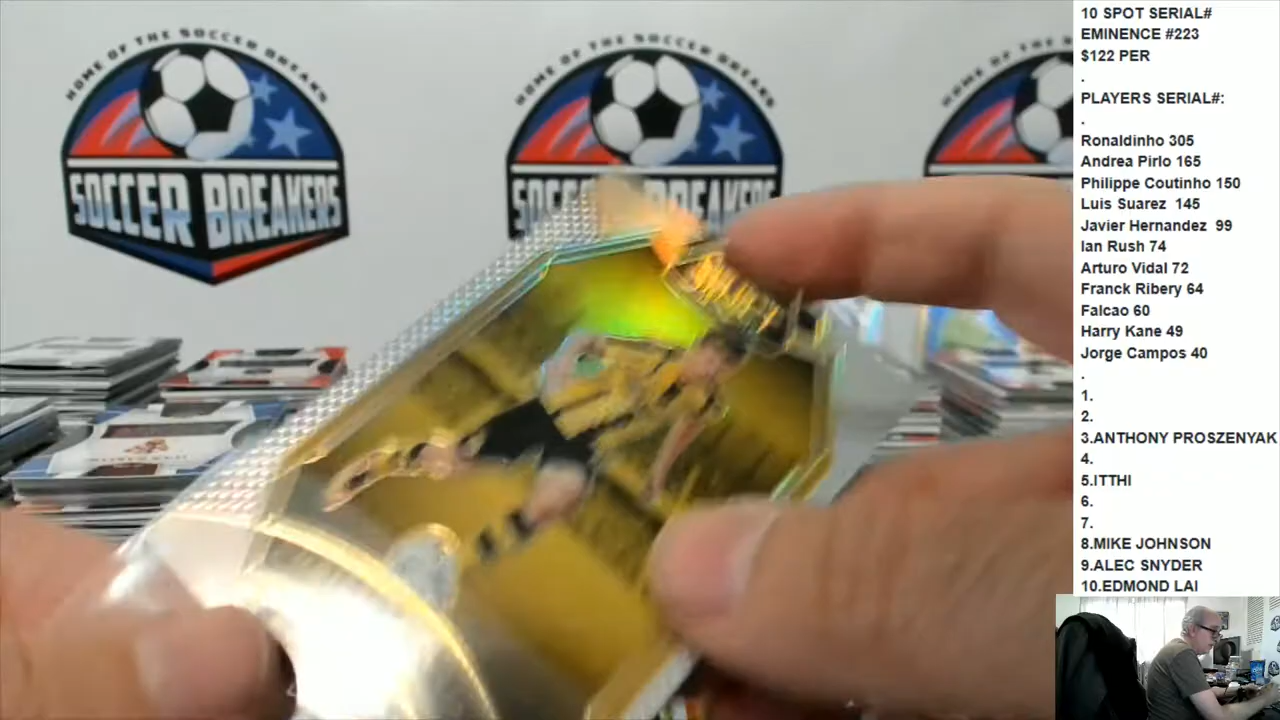 HOME OF THE SOCCER BREAKS
SOCCER BREAKERS
HOME OF THE SOCCER BREAKS
SOCCER BREAKERS
10 SPOT SERIAL#
EMINENCE #223
$122 PER
.
PLAYERS SERIAL#:
.
Ronaldinho 305
Andrea Pirlo 165
Philippe Coutinho 150
Luis Suarez 145
Javier Hernandez 99
Ian Rush 74
Arturo Vidal 72
Franck Ribery 64
Falcao 60
Harry Kane 49
Jorge Campos 40
.
1.
2.
3.ANTHONY PROSZENYAK
4.
5.ITTHI
6.
7.
8.MIKE JOHNSON
9.ALEC SNYDER
10.EDMOND LAI